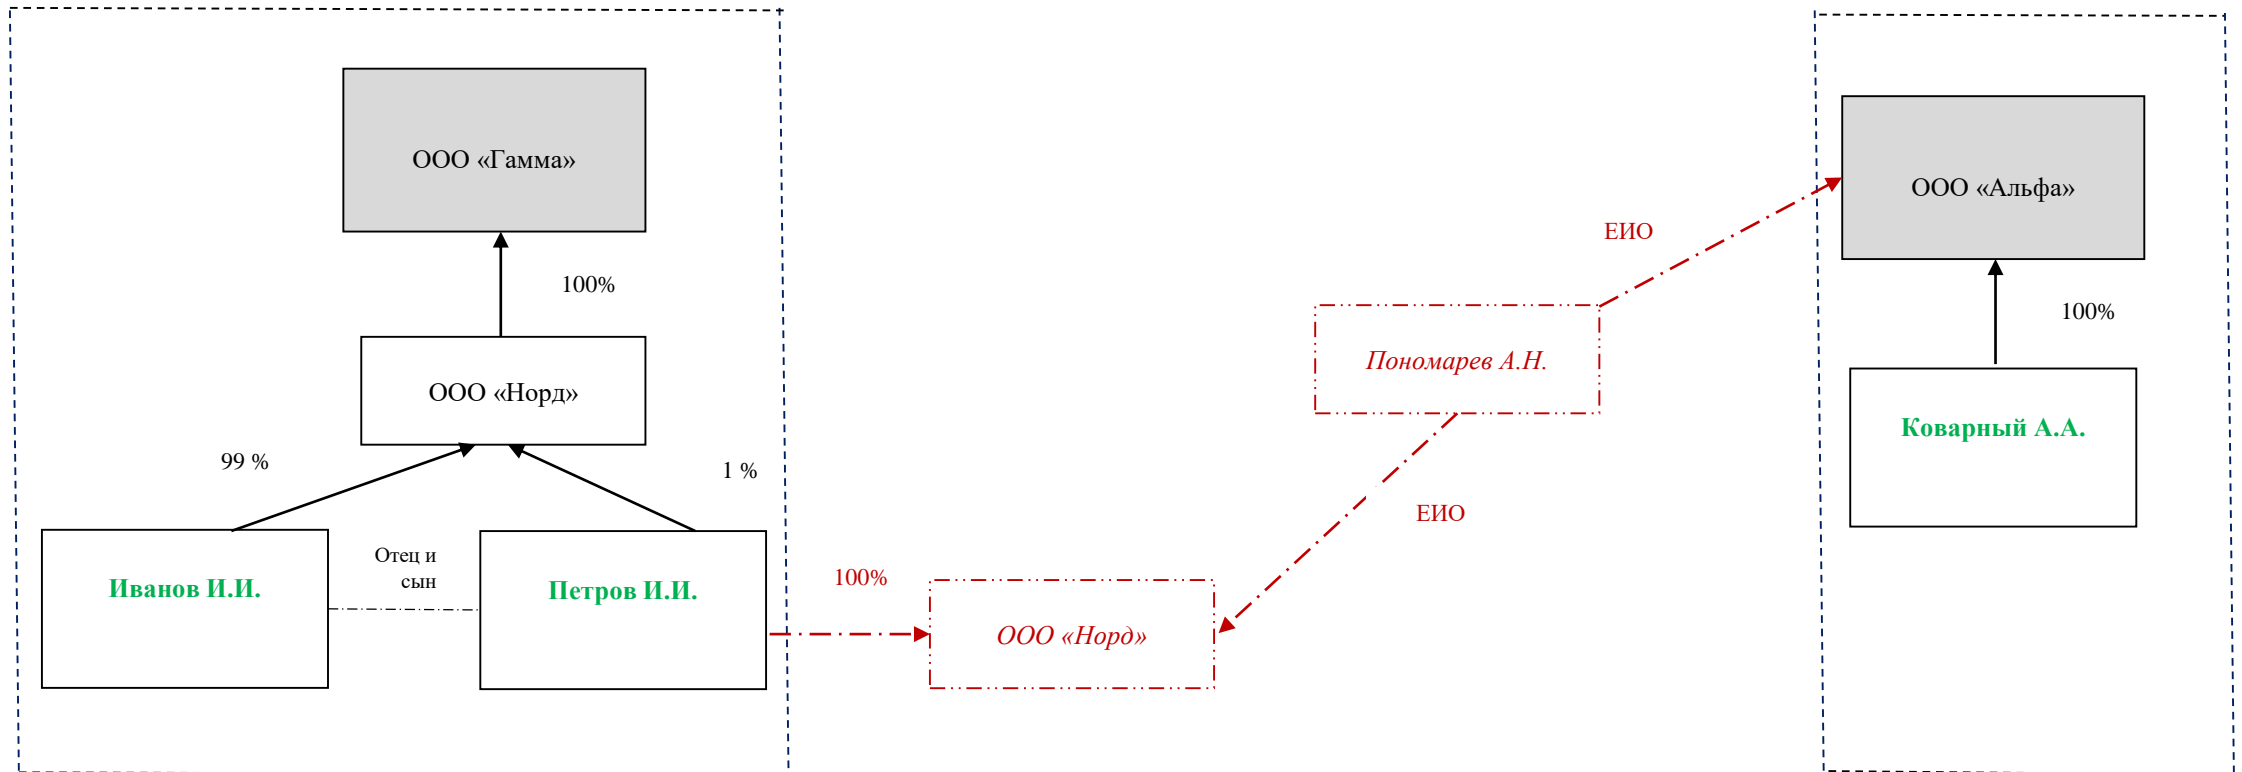 ООО «Гамма»
100%
ООО «Норд»
99 %
1 %
Иванов И.И.
Отец и
сын
Петров И.И.
100%
ООО «Норд»
ЕИО
Пономарев А.Н.
ЕИО
ООО «Альфа»
100%
Коварный А.А.